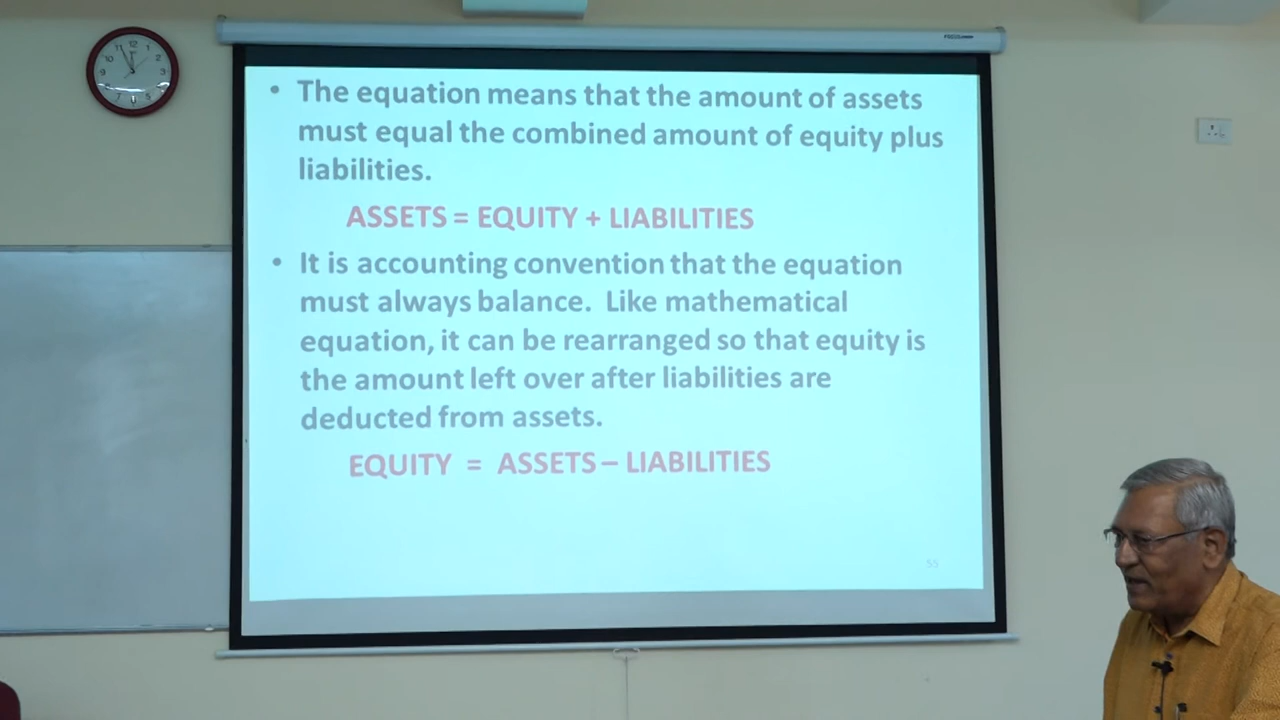 • The equation means that the amount of assets
must equal the combined amount of equity plus
liabilities.
ASSETS = EQUITY + LIABILITIES
• It is accounting convention that the equation
must always balance. Like mathematical
equation, it can be rearranged so that equity is
the amount left over after liabilities are
deducted from assets.
EQUITY = ASSETS – LIABILITIES
55